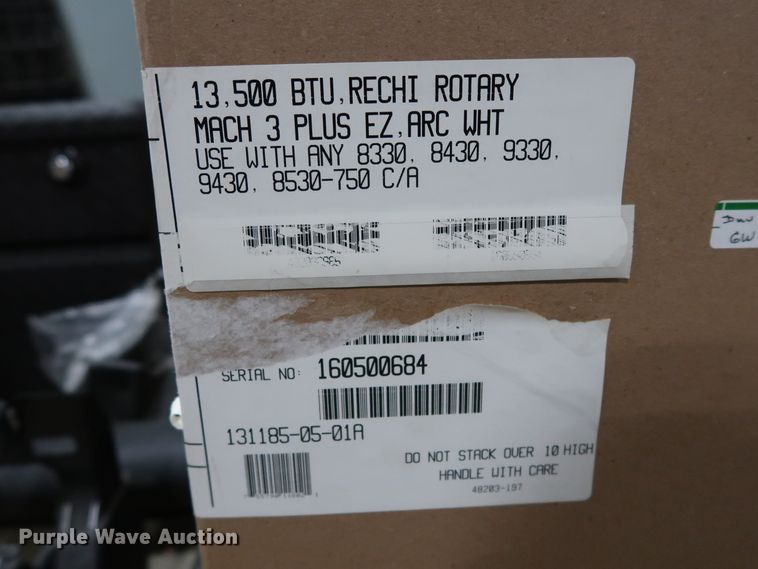 13,500 BTU,RECHI ROTARY
MACH 3 PLUS EZ,ARC WHT
USE WITH ANY 8330, 8430, 9330,
9430, 8530-750 C/A
SERIAL NO: 160500684
131185-05-01A
DO NOT STACK OVER 10 HIGH
HANDLE WITH CARE
48203-197
GW
Purple Wave Auction